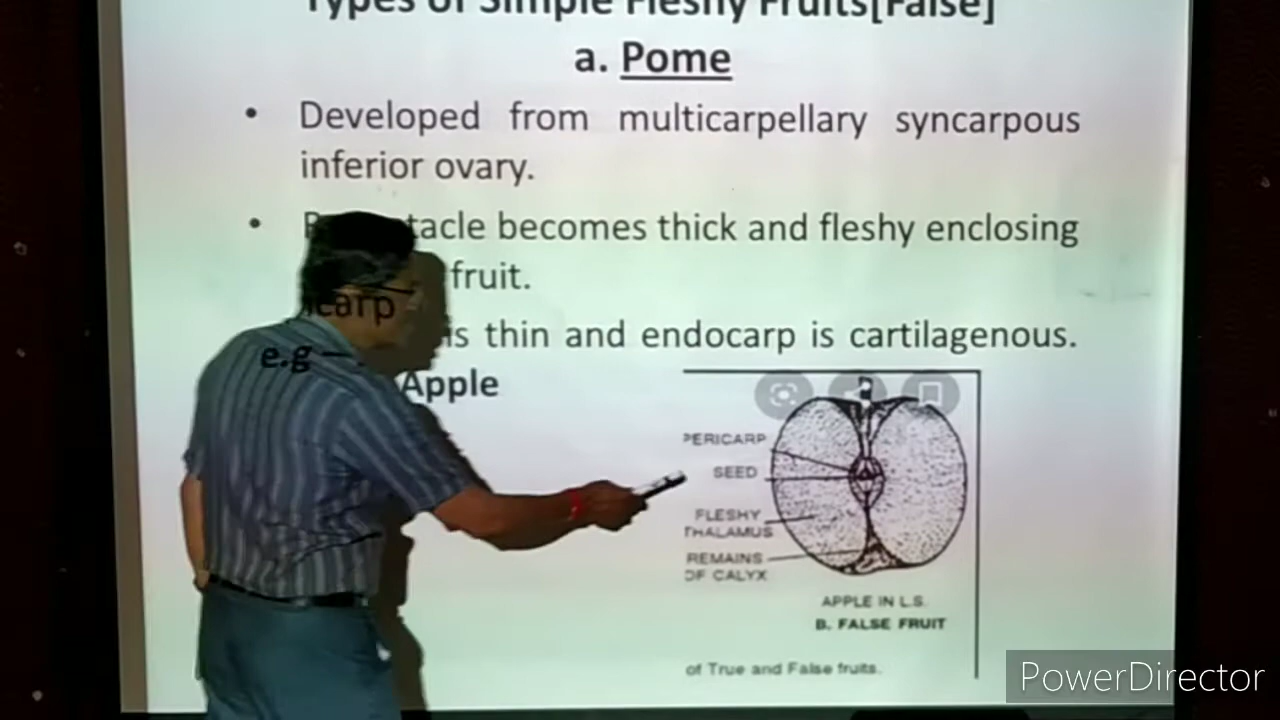 Types of Simple Fleshy Fruits[False]
a. Pome
• Developed from multicarpellary syncarpous
inferior ovary.
• tacle becomes thick and fleshy enclosing
fruit.
carp is thin and endocarp is cartilagenous.
e.g – Apple
PERICARP
SEED
FLESHY
THALAMUS
REMAINS
OF CALYX
APPLE IN L.S.
B. FALSE FRUIT
of True and False fruits.
PowerDirector